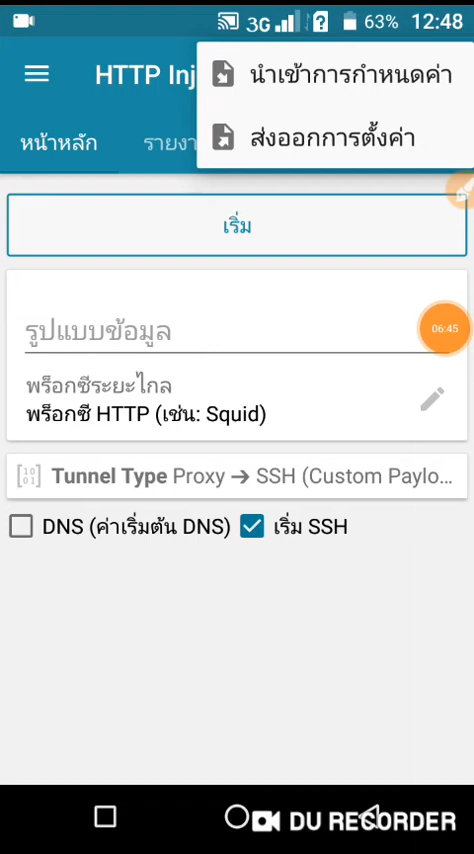 3G 63% 12:48
HTTP Inj
นำเข้าการกำหนดค่า
ส่งออกการตั้งค่า
หน้าหลัก รายงา
เริ่ม
รูปแบบข้อมูล
06:45
พร็อกซีระยะไกล
พร็อกซี HTTP (เช่น: Squid)
Tunnel Type Proxy ➔ SSH (Custom Paylo...
DNS (ค่าเริ่มต้น DNS) เริ่ม SSH
DU RECORDER